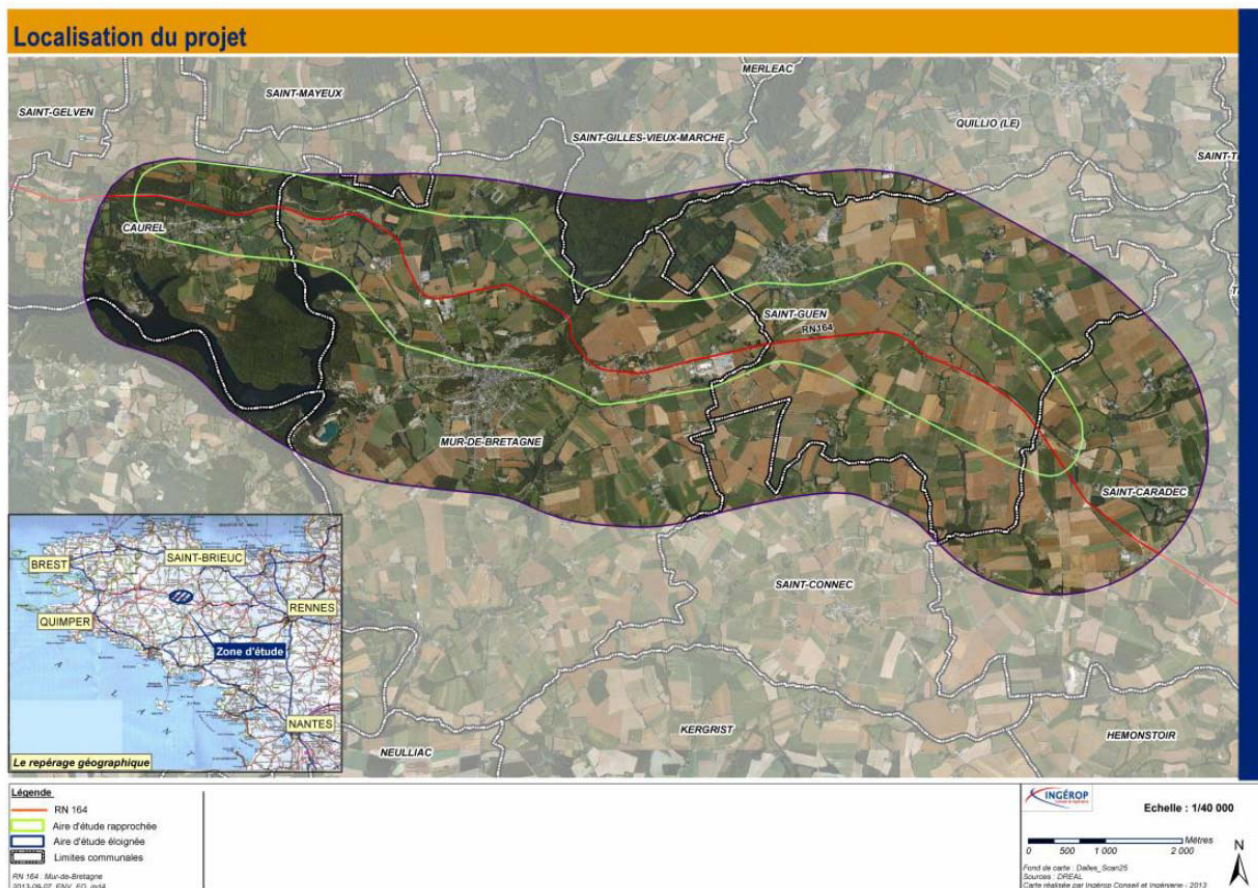 Localisation du projet
SAINT-GELVEN
SAINT-MAYEUX
MERLEAC
SAINT-GILLES-VIEUX-MARCHE
QUILLIO (LE)
SAINT-T
CAUREL
SAINT-GUEN
RN164
MUR-DE-BRETAGNE
SAINT-CARADEC
SAINT-CONNEC
KERGRIST
NEULLIAC
HEMONSTOIR
BREST
SAINT-BRIEUC
QUIMPER
RENNES
Zone d'étude
NANTES
Le repérage géographique
Légende
RN 164
Aire d'étude rapprochée
Aire d'étude éloignée
Limites communales
RN 164 : Mur-de-Bretagne
INGÉROP
Conseil et Ingénierie
Echelle : 1/40 000
Mètres
0 500 1 000 2 000
N
Fond de carte : Dalles_Scan25
Sources : DREAL
Carte réalisée par Ingérop Conseil et Ingénierie - 2013